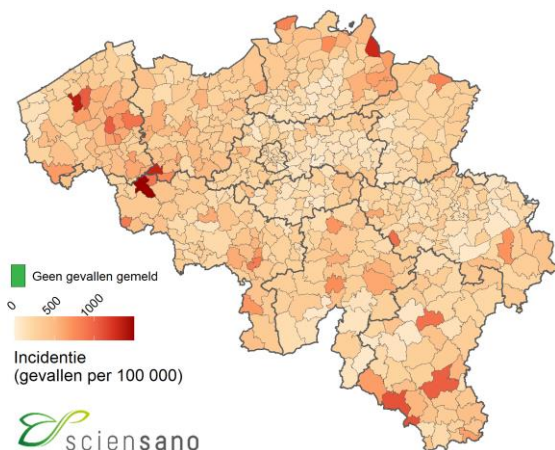 Geen gevallen gemeld
0 500 1000
Incidentie
(gevallen per 100 000)
sciensano